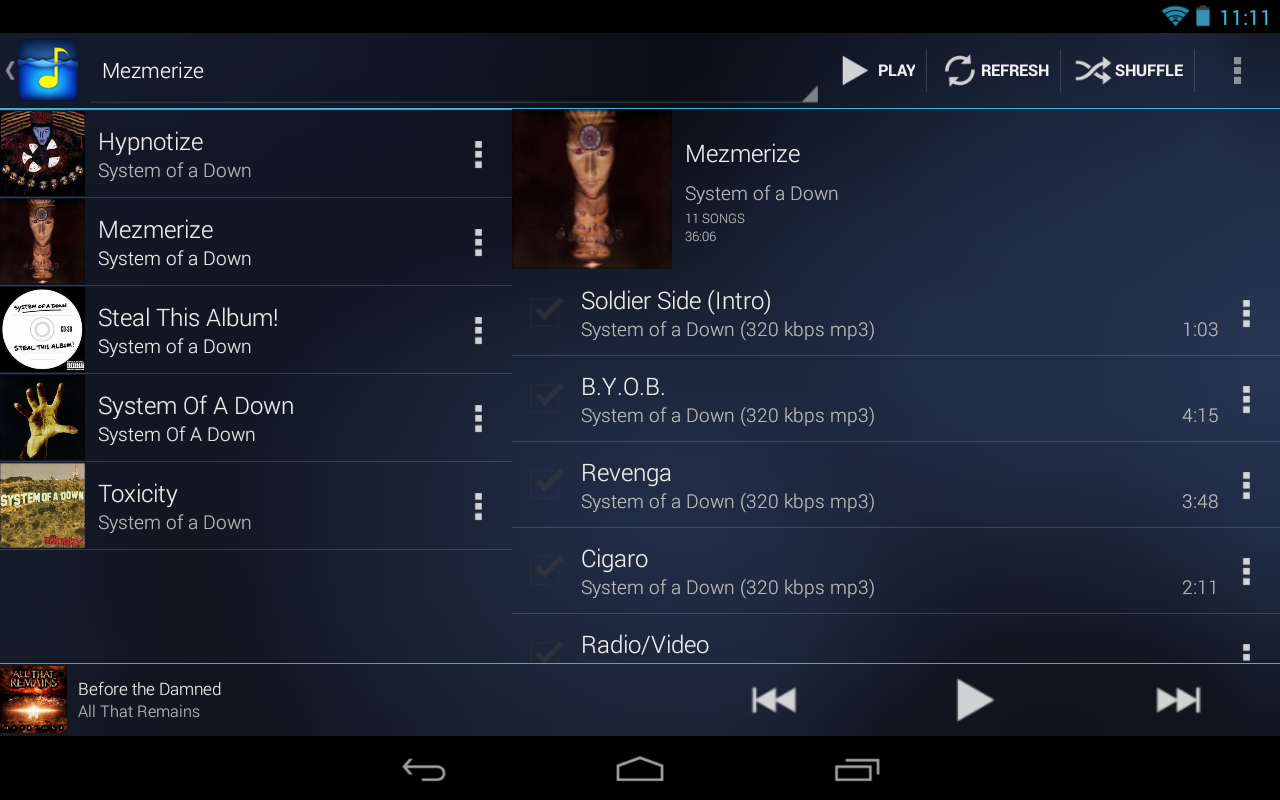 11:11
Mezmerize
PLAY
REFRESH
SHUFFLE
Hypnotize
System of a Down
Mezmerize
System of a Down
SYSTEM OF A DOWN
STEAL THIS ALBUM!
Steal This Album!
System of a Down
System Of A Down
System Of A Down
SYSTEM OF A DOWN
Toxicity
System of a Down
Mezmerize
System of a Down
11 SONGS
36:06
Soldier Side (Intro)
System of a Down (320 kbps mp3)
1:03
B.Y.O.B.
System of a Down (320 kbps mp3)
4:15
Revenga
System of a Down (320 kbps mp3)
3:48
Cigaro
System of a Down (320 kbps mp3)
2:11
Radio/Video
ALL THAT
REMAINS
Before the Damned
All That Remains